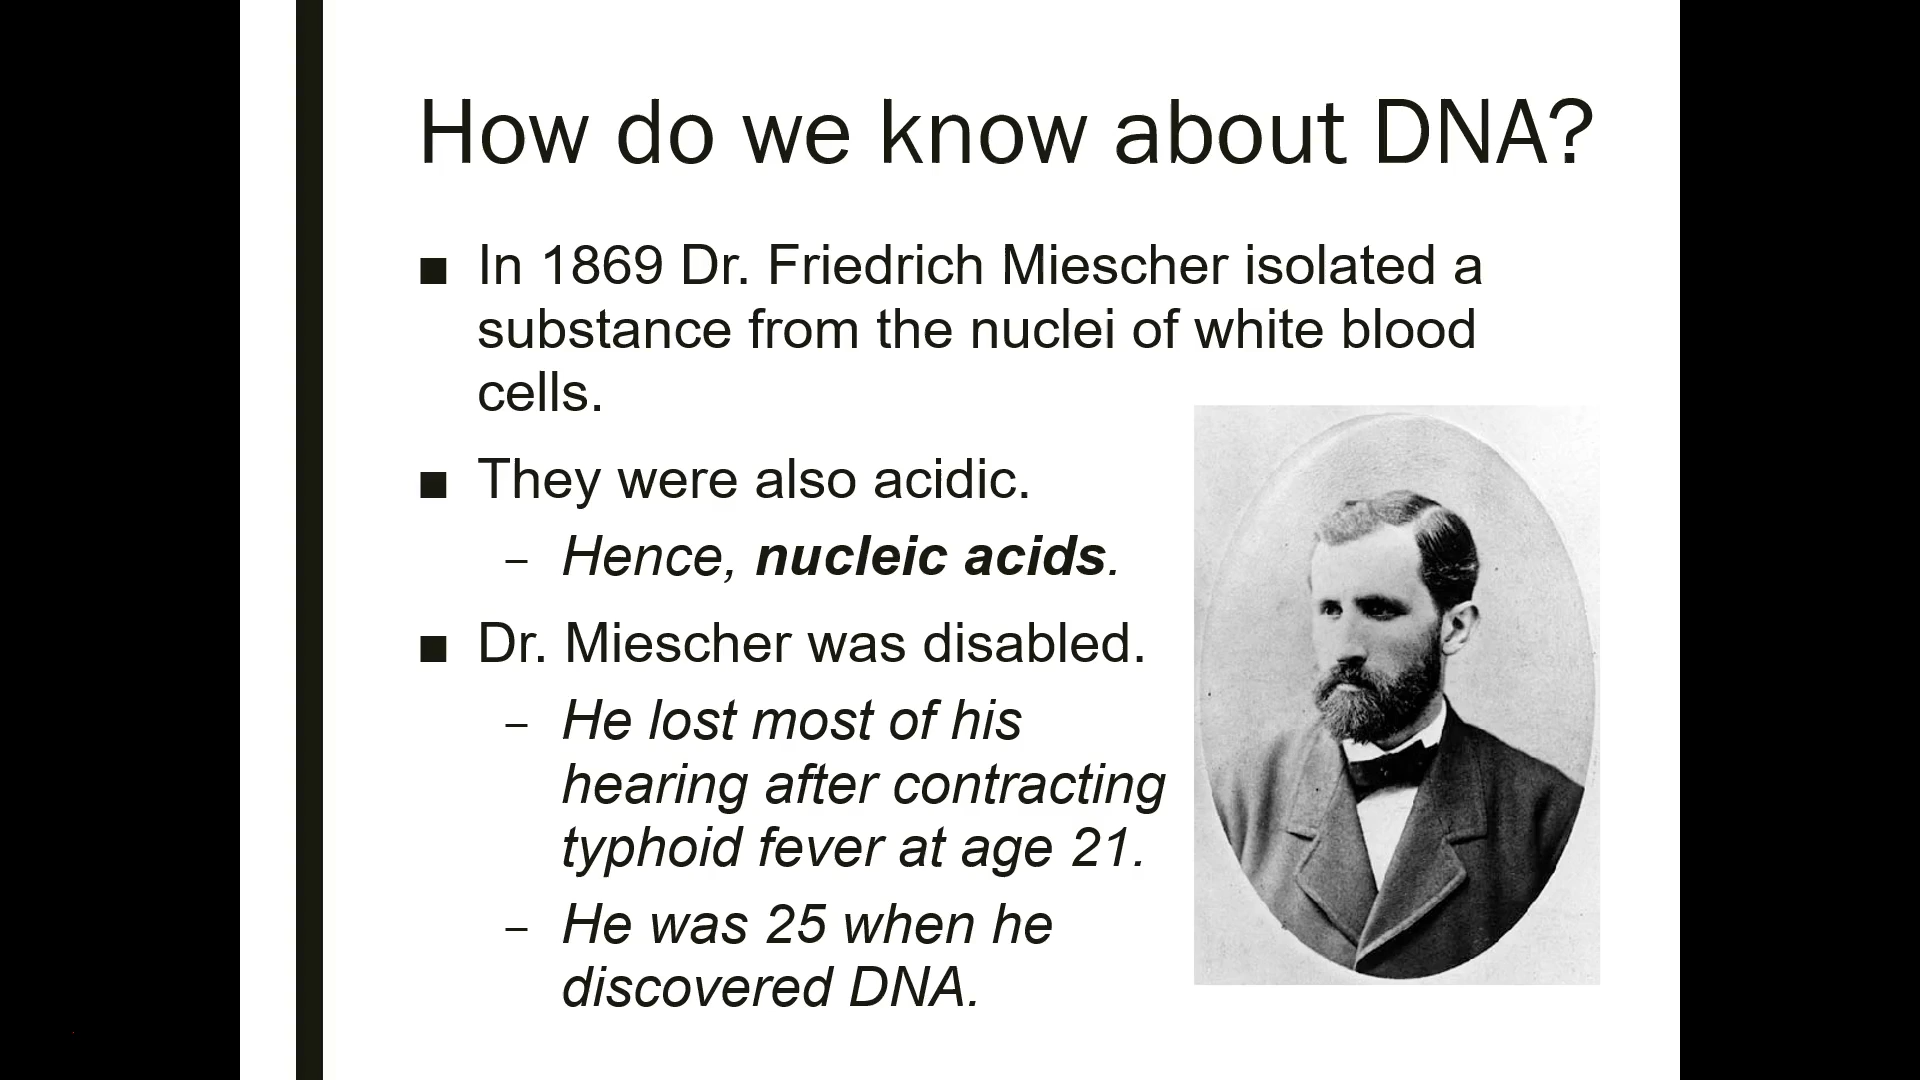 How do we know about DNA?
■ In 1869 Dr. Friedrich Miescher isolated a
substance from the nuclei of white blood
cells.
■ They were also acidic.
– Hence, nucleic acids.
■ Dr. Miescher was disabled.
– He lost most of his
hearing after contracting
typhoid fever at age 21.
– He was 25 when he
discovered DNA.